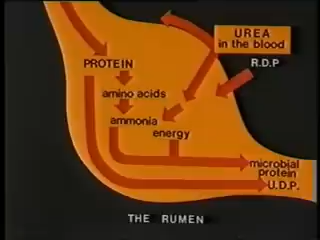 UREA
in the blood
PROTEIN
R.D.P
amino acids
ammonia
energy
microbial
protein
U.D.P.
THE RUMEN